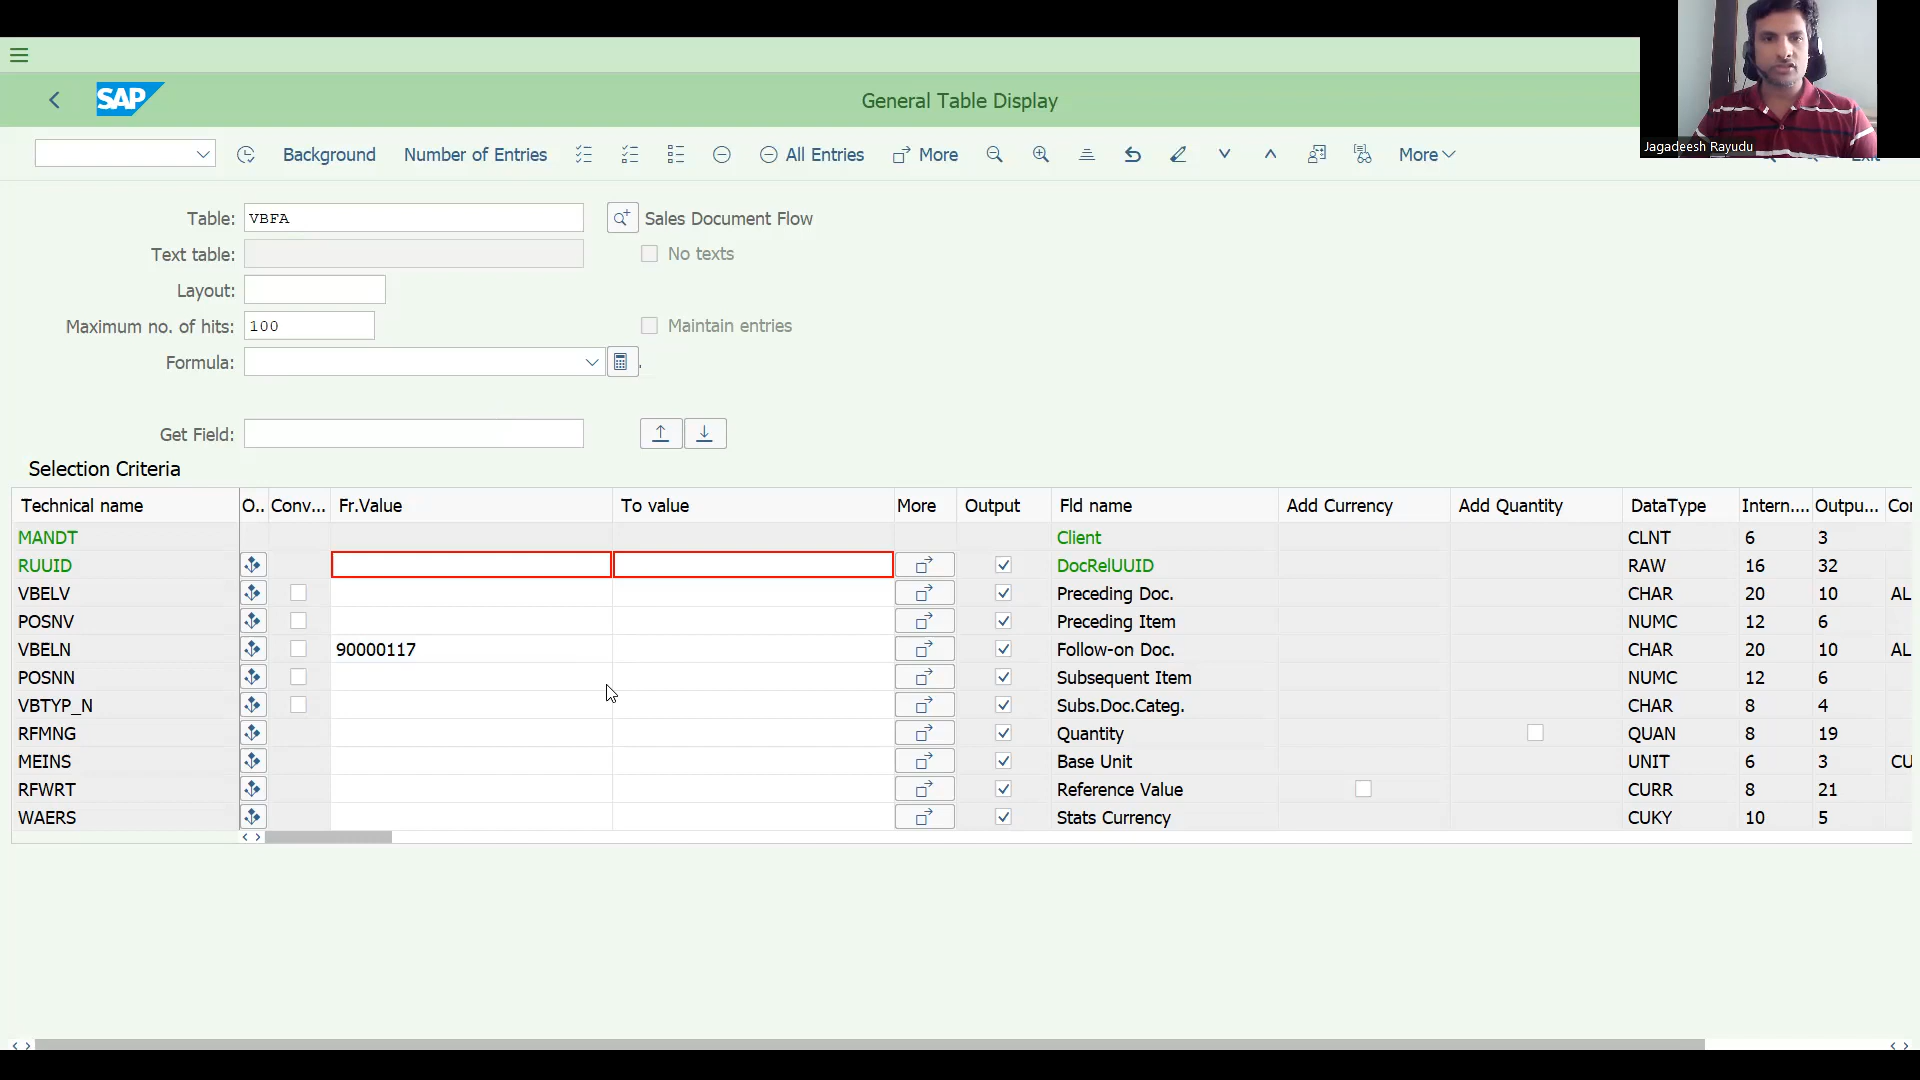 SAP
General Table Display
Jagadeesh Rayudu
Background
Number of Entries
All Entries
More
More
Exit
Table:
VBFA
Sales Document Flow
Text table:
No texts
Layout:
Maximum no. of hits:
100
Maintain entries
Formula:
Get Field:
Selection Criteria
Technical name O.. Conv... Fr.Value To value More Output Fld name Add Currency Add Quantity DataType Intern.... Outpu... Co
MANDT Client CLNT 6 3
RUUID DocRelUUID RAW 16 32
VBELV Preceding Doc. CHAR 20 10 AL
POSNV Preceding Item NUMC 12 6
VBELN 90000117 Follow-on Doc. CHAR 20 10 AL
POSNN Subsequent Item NUMC 12 6
VBTYP_N Subs.Doc.Categ. CHAR 8 4
RFMNG Quantity QUAN 8 19
MEINS Base Unit UNIT 6 3 CU
RFWRT Reference Value CURR 8 21
WAERS Stats Currency CUKY 10 5